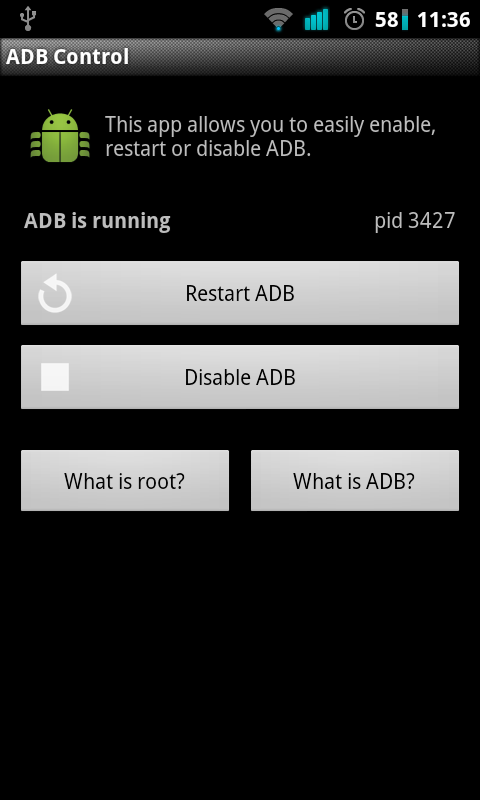 58 11:36
ADB Control
This app allows you to easily enable,
restart or disable ADB.
ADB is running pid 3427
Restart ADB
Disable ADB
What is root? What is ADB?